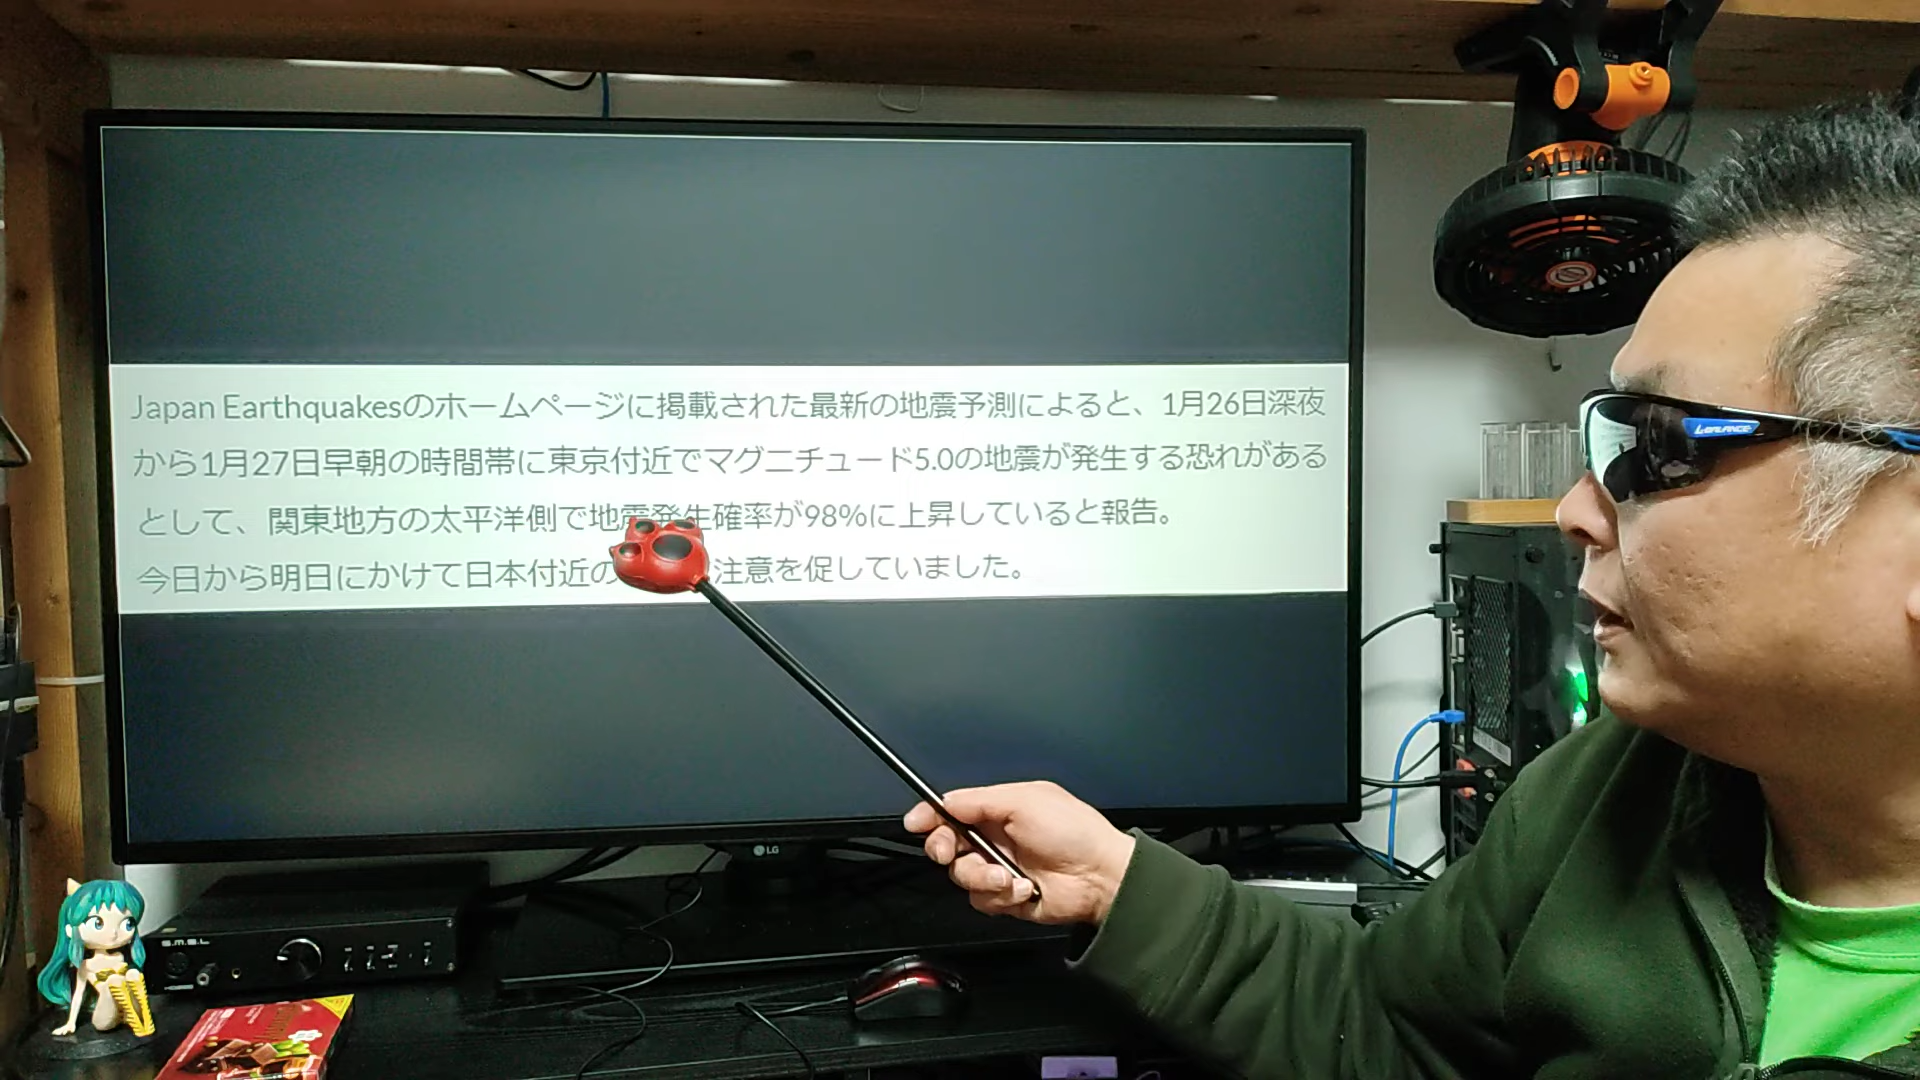 Japan Earthquakesのホームページに掲載された最新の地震予測によると、1月26日深夜
から1月27日早朝の時間帯に東京付近でマグニチュード5.0の地震が発生する恐れがある
として、関東地方の太平洋側で地震発生確率が98%に上昇していると報告。
今日から明日にかけて日本付近の 注意を促していました。
L-BALANCE
LG
S.M.S.L